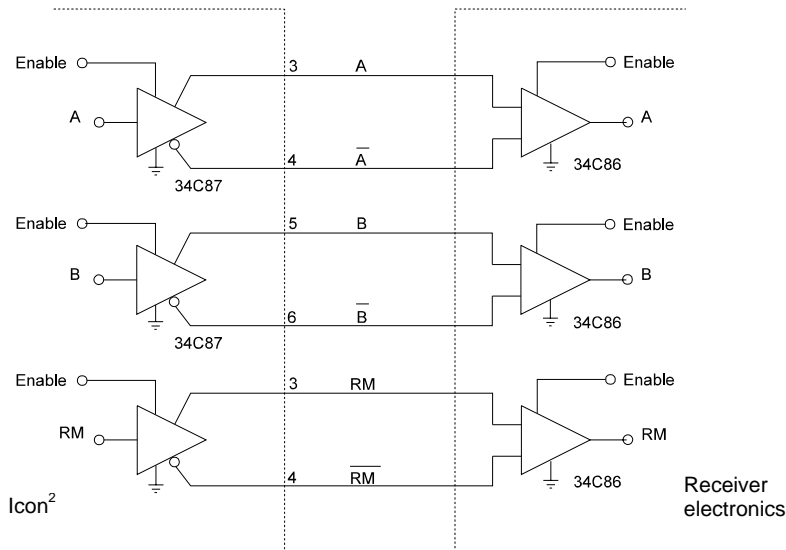 Enable
3 A
Enable
A
A
4 A̅
34C87
34C86
Enable
5 B
Enable
B
B
6 B̅
34C87
34C86
Enable
3 RM
Enable
RM
RM
4 R̅M̅
34C86
Icon²
Receiver
electronics